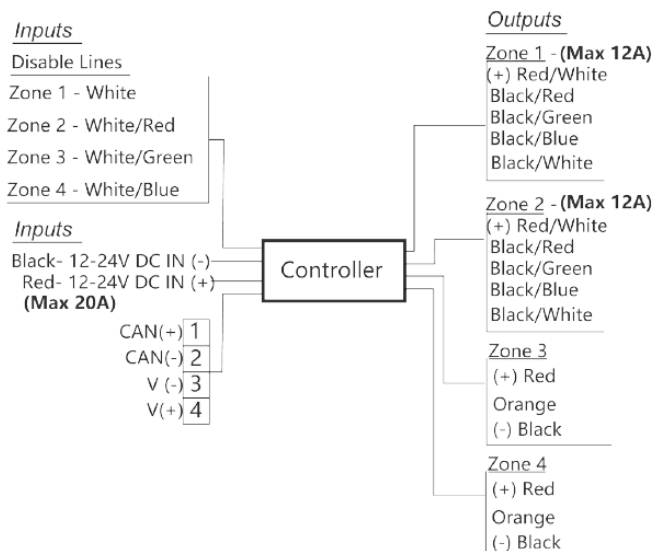 Inputs
Disable Lines
Zone 1 - White
Zone 2 - White/Red
Zone 3 - White/Green
Zone 4 - White/Blue
Inputs
Black- 12-24V DC IN (-)
Red- 12-24V DC IN (+)
(Max 20A)
CAN(+) 1
CAN(-) 2
V (-) 3
V(+) 4
Controller
Outputs
Zone 1 - (Max 12A)
(+) Red/White
Black/Red
Black/Green
Black/Blue
Black/White
Zone 2 - (Max 12A)
(+) Red/White
Black/Red
Black/Green
Black/Blue
Black/White
Zone 3
(+) Red
Orange
(-) Black
Zone 4
(+) Red
Orange
(-) Black